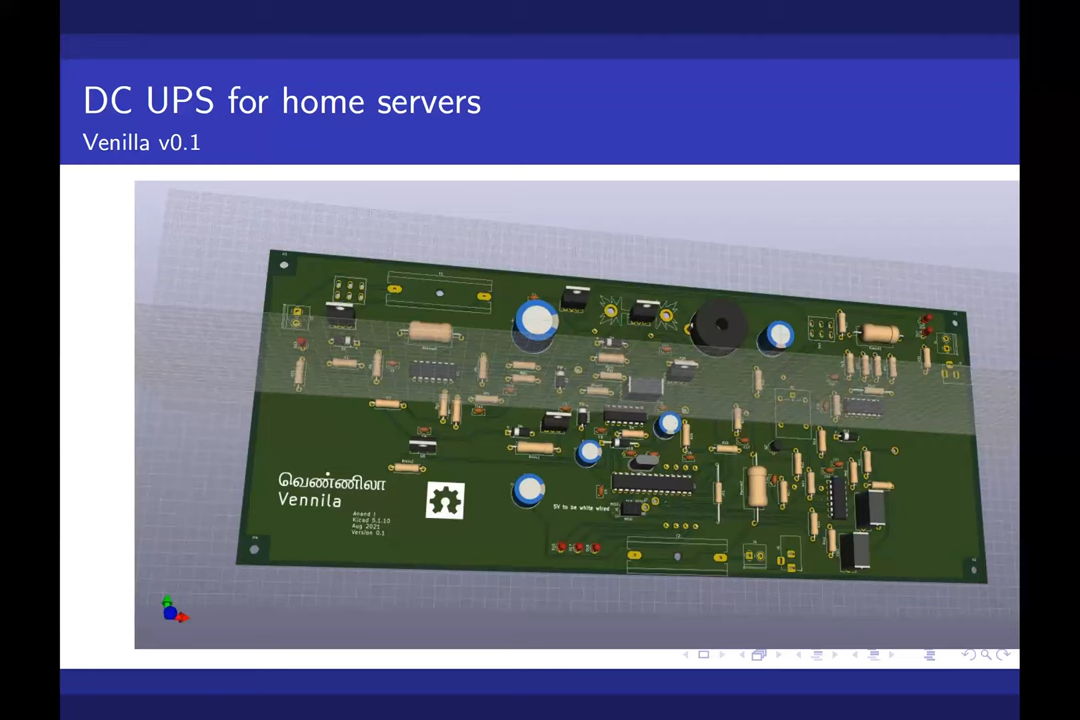 DC UPS for home servers
Venilla v0.1
வெண்ணிலா
Vennila
Anand I
Kicad 5.1.10
Aug 2021
Version 0.1
5V to be white wired